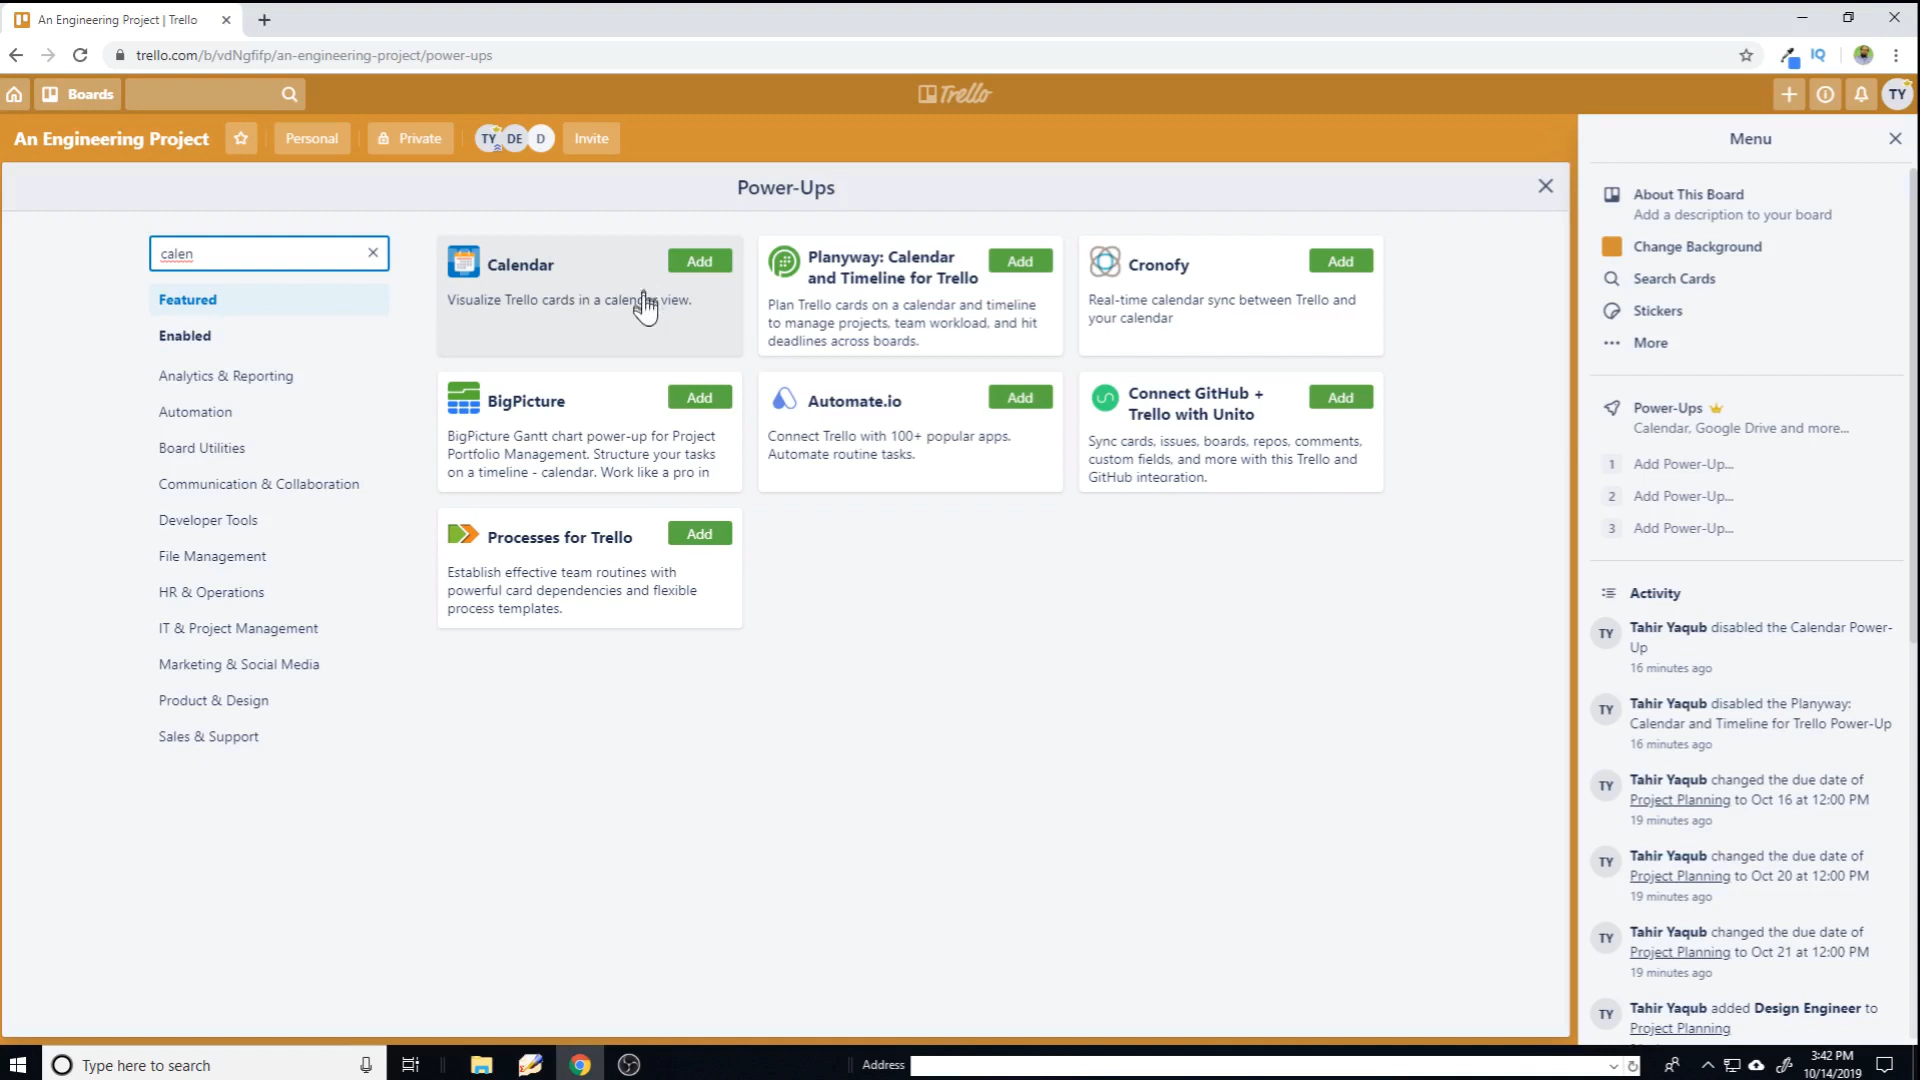 An Engineering Project | Trello
trello.com/b/vdNgfifp/an-engineering-project/power-ups
IQ
Boards
Trello
TY
An Engineering Project
Personal
Private
TY
DE
D
Invite
Power-Ups
calen
Featured
Enabled
Analytics & Reporting
Automation
Board Utilities
Communication & Collaboration
Developer Tools
File Management
HR & Operations
IT & Project Management
Marketing & Social Media
Product & Design
Sales & Support
Calendar
Add
Visualize Trello cards in a calendar view.
Planyway: Calendar
and Timeline for Trello
Add
Plan Trello cards on a calendar and timeline
to manage projects, team workload, and hit
deadlines across boards.
Cronofy
Add
Real-time calendar sync between Trello and
your calendar
BigPicture
Add
BigPicture Gantt chart power-up for Project
Portfolio Management. Structure your tasks
on a timeline - calendar. Work like a pro in
Automate.io
Add
Connect Trello with 100+ popular apps.
Automate routine tasks.
Connect GitHub +
Trello with Unito
Add
Sync cards, issues, boards, repos, comments,
custom fields, and more with this Trello and
GitHub integration.
Processes for Trello
Add
Establish effective team routines with
powerful card dependencies and flexible
process templates.
Menu
About This Board
Add a description to your board
Change Background
Search Cards
Stickers
More
Power-Ups
Calendar, Google Drive and more...
1 Add Power-Up...
2 Add Power-Up...
3 Add Power-Up...
Activity
TY
Tahir Yaqub disabled the Calendar Power-
Up
16 minutes ago
TY
Tahir Yaqub disabled the Planyway:
Calendar and Timeline for Trello Power-Up
16 minutes ago
TY
Tahir Yaqub changed the due date of
Project Planning to Oct 16 at 12:00 PM
19 minutes ago
TY
Tahir Yaqub changed the due date of
Project Planning to Oct 20 at 12:00 PM
19 minutes ago
TY
Tahir Yaqub changed the due date of
Project Planning to Oct 21 at 12:00 PM
19 minutes ago
TY
Tahir Yaqub added Design Engineer to
Project Planning
Type here to search
Address
3:42 PM
10/14/2019